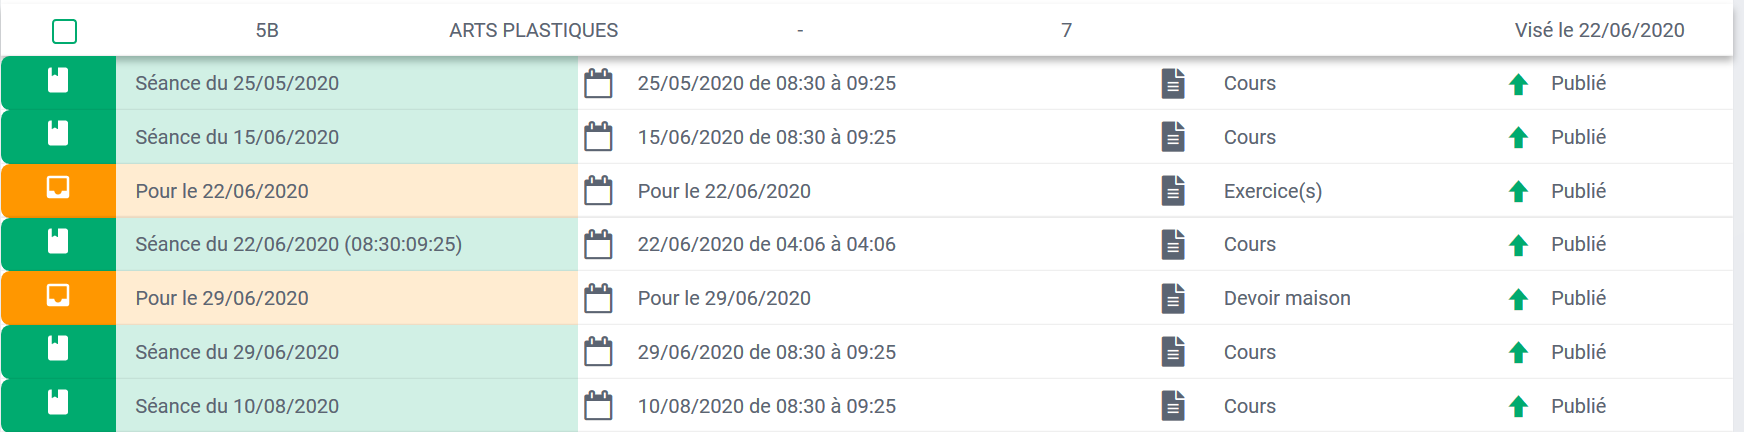 5B ARTS PLASTIQUES - 7 Visé le 22/06/2020
Séance du 25/05/2020 25/05/2020 de 08:30 à 09:25 Cours Publié
Séance du 15/06/2020 15/06/2020 de 08:30 à 09:25 Cours Publié
Pour le 22/06/2020 Pour le 22/06/2020 Exercice(s) Publié
Séance du 22/06/2020 (08:30:09:25) 22/06/2020 de 04:06 à 04:06 Cours Publié
Pour le 29/06/2020 Pour le 29/06/2020 Devoir maison Publié
Séance du 29/06/2020 29/06/2020 de 08:30 à 09:25 Cours Publié
Séance du 10/08/2020 10/08/2020 de 08:30 à 09:25 Cours Publié